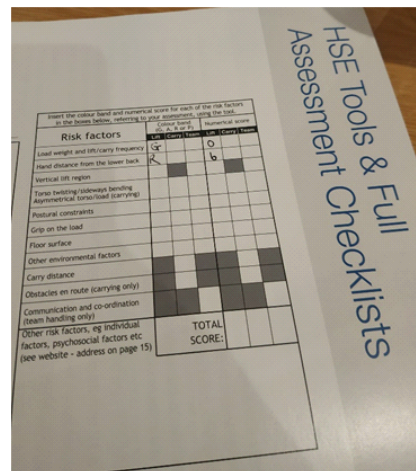 HSE Tools & Full
Assessment Checklists
Insert the colour band and numerical score for each of the risk factors
in the boxes below, referring to your assessment, using the tool.
Risk factors
Colour band
(G, A, R or P)
Numerical score
Lift Carry Team Lift Carry Team
Load weight and lift/carry frequency G 0
Hand distance from the lower back R 6
Vertical lift region
Torso twisting/sideways bending
Asymmetrical torso/load (carrying)
Postural constraints
Grip on the load
Floor surface
Other environmental factors
Carry distance
Obstacles en route (carrying only)
Communication and co-ordination
(team handling only)
Other risk factors, eg individual
factors, psychosocial factors etc
(see website - address on page 15)
TOTAL
SCORE: